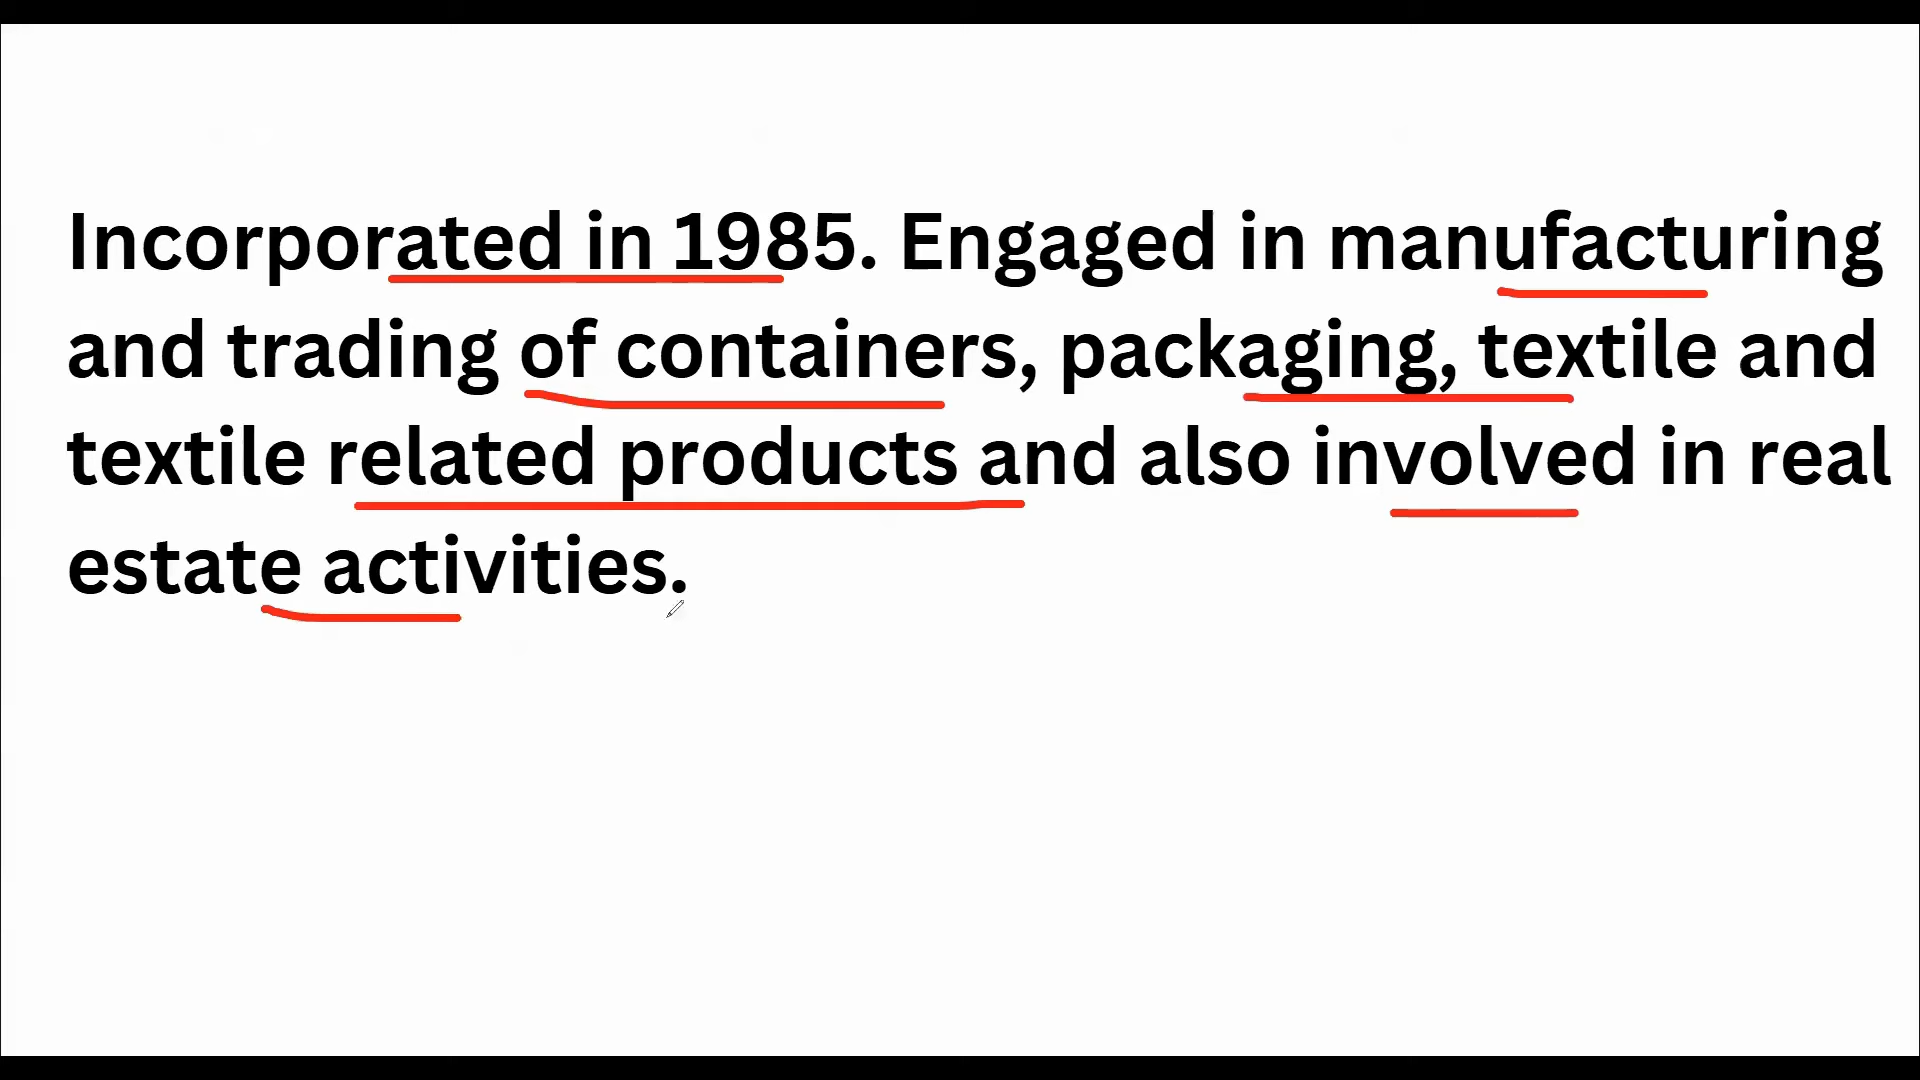 Incorporated in 1985. Engaged in manufacturing
and trading of containers, packaging, textile and
textile related products and also involved in real
estate activities.